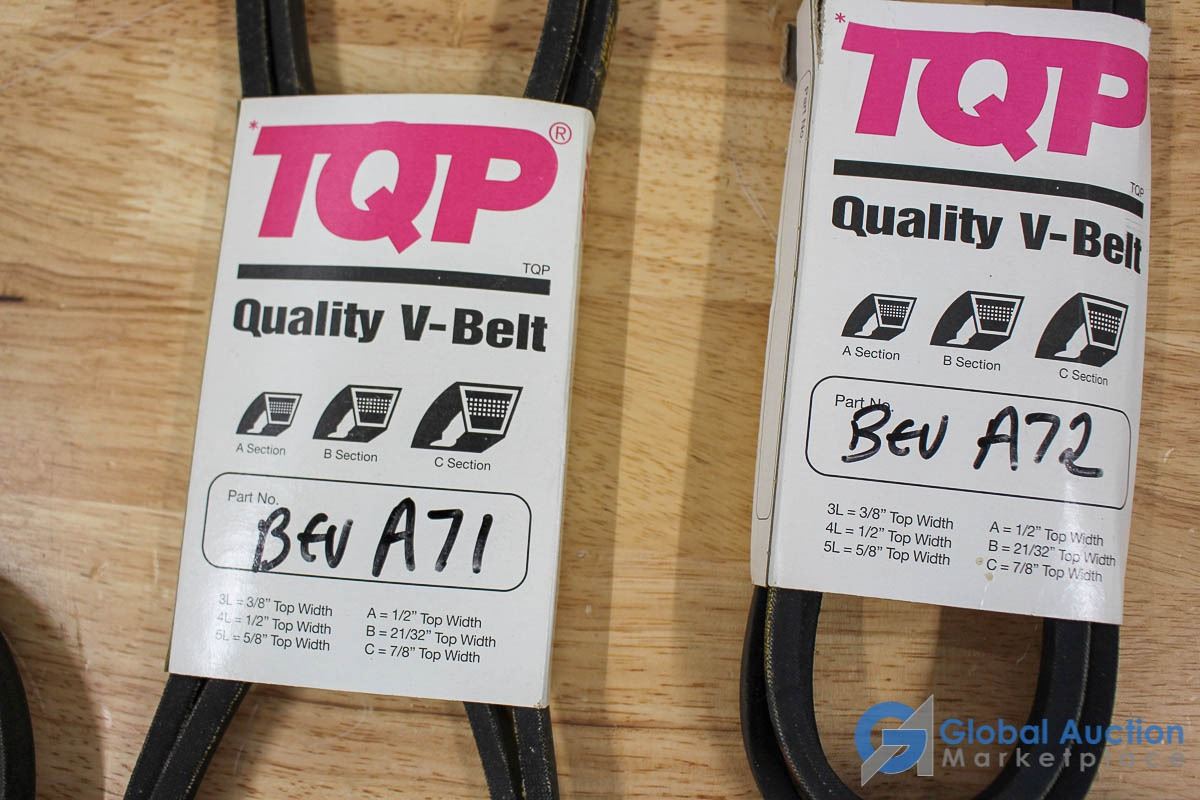 *TQP®
TQP
Quality V-Belt
A Section
B Section
C Section
Part No.
BEV A71
3L = 3/8" Top Width
4L = 1/2" Top Width
5L = 5/8" Top Width
A = 1/2" Top Width
B = 21/32" Top Width
C = 7/8" Top Width
Part No
*TQP
TQP
Quality V-Belt
A Section
B Section
C Section
Part No.
BEV A72
3L = 3/8" Top Width
4L = 1/2" Top Width
5L = 5/8" Top Width
A = 1/2" Top Width
B = 21/32" Top Width
C = 7/8" Top Width
Global Auction
Marketplace